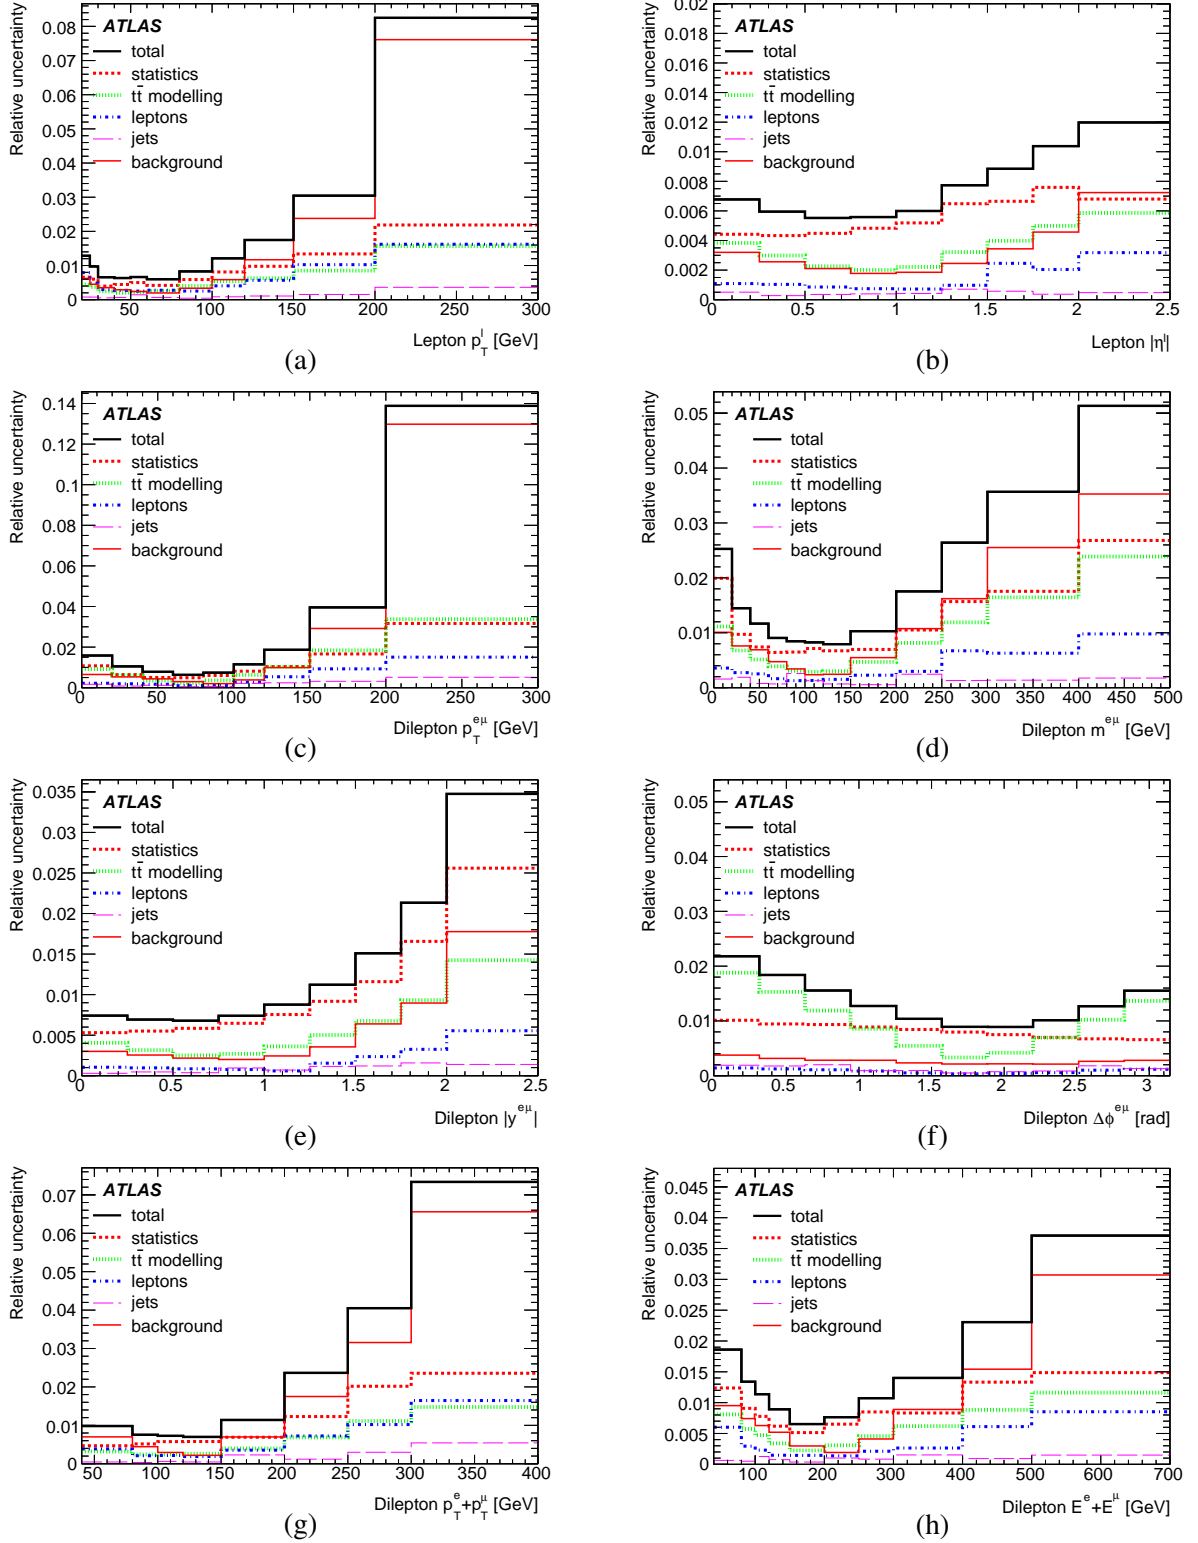 Relative uncertainty
ATLAS
total
statistics
tt̄ modelling
leptons
jets
background
0.08
0.07
0.06
0.05
0.04
0.03
0.02
0.01
0
50 100 150 200 250 300
Lepton p_T^l [GeV]
(a)
Relative uncertainty
ATLAS
total
statistics
tt̄ modelling
leptons
jets
background
0.02
0.018
0.016
0.014
0.012
0.01
0.008
0.006
0.004
0.002
0
0 0.5 1 1.5 2 2.5
Lepton |η^l|
(b)
Relative uncertainty
ATLAS
total
statistics
tt̄ modelling
leptons
jets
background
0.14
0.12
0.1
0.08
0.06
0.04
0.02
0
0 50 100 150 200 250 300
Dilepton p_T^{eμ} [GeV]
(c)
Relative uncertainty
ATLAS
total
statistics
tt̄ modelling
leptons
jets
background
0.05
0.04
0.03
0.02
0.01
0
0 50 100 150 200 250 300 350 400 450 500
Dilepton m^{eμ} [GeV]
(d)
Relative uncertainty
ATLAS
total
statistics
tt̄ modelling
leptons
jets
background
0.035
0.03
0.025
0.02
0.015
0.01
0.005
0
0 0.5 1 1.5 2 2.5
Dilepton |y^{eμ}|
(e)
Relative uncertainty
ATLAS
total
statistics
tt̄ modelling
leptons
jets
background
0.05
0.04
0.03
0.02
0.01
0
0 0.5 1 1.5 2 2.5 3
Dilepton Δϕ^{eμ} [rad]
(f)
Relative uncertainty
ATLAS
total
statistics
tt̄ modelling
leptons
jets
background
0.07
0.06
0.05
0.04
0.03
0.02
0.01
0
50 100 150 200 250 300 350 400
Dilepton p_T^e+p_T^μ [GeV]
(g)
Relative uncertainty
ATLAS
total
statistics
tt̄ modelling
leptons
jets
background
0.045
0.04
0.035
0.03
0.025
0.02
0.015
0.01
0.005
0
100 200 300 400 500 600 700
Dilepton E^e+E^μ [GeV]
(h)